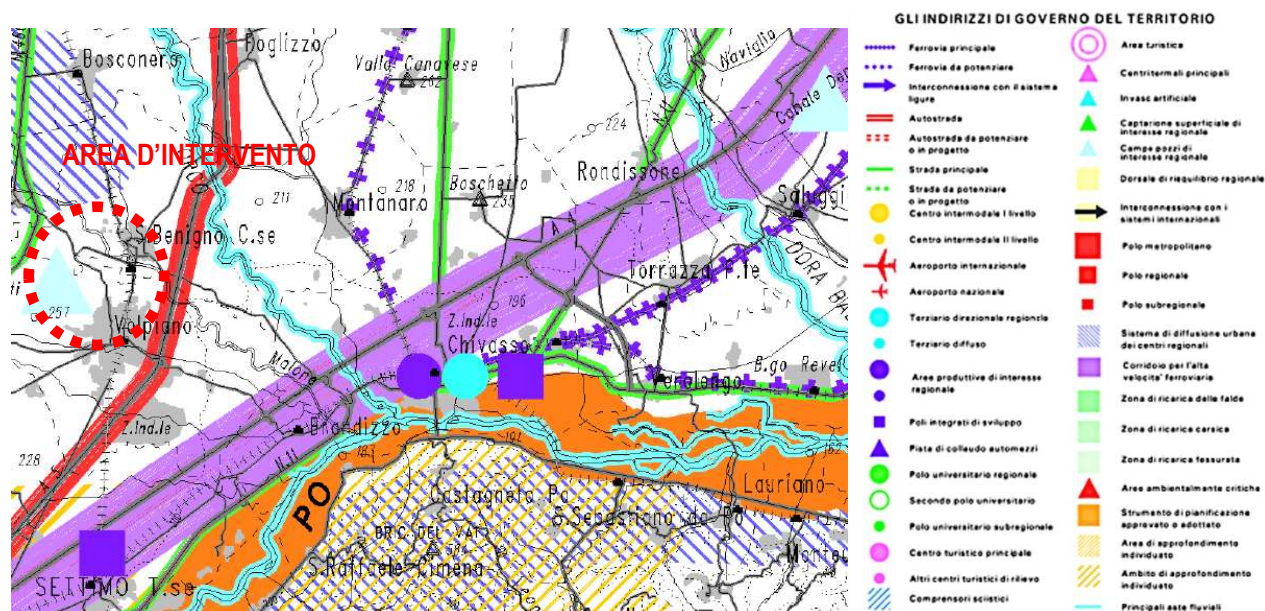 Bosconero
Foglizzo
Valle Canavese
262
Naviglio
224
Rondissone
AREA D'INTERVENTO
211
218
Boschetto
235
Montanaro
Benigno C.se
Torrazza P.te
DORA
257
Volpiano
196
Z.Ind.le
Chivasso
Malone
Verolengo
B.go Revel
Z.Ind.le
Brandizzo
191
228
PO
Castagneto Po
Lauriano
S.Sebastiano da Po
S.Raffaele Cimena
SETTIMO T.se
GLI INDIRIZZI DI GOVERNO DEL TERRITORIO
Ferrovia principale
Ferrovia da potenziare
Interconnessione con il sistema
ligure
Autostrada
Autostrada da potenziare
o in progetto
Strada principale
Strada da potenziare
o in progetto
Centro intermodale I livello
Centro intermodale II livello
Aeroporto internazionale
Aeroporto nazionale
Terziario direzionale regionale
Terziario diffuso
Aree produttive di interesse
regionale
Poli integrati di sviluppo
Pista di collaudo automezzi
Polo universitario regionale
Secondo polo universitario
Polo universitario subregionale
Centro turistico principale
Altri centri turistici di rilievo
Comprensori sciistici
Area turistica
Centri termali principali
Invasc artificiale
Captazione superficiale di
interesse regionale
Campo pozzi di
interesse regionale
Dorsale di riequilibrio regionale
Interconnessione con i
sistemi internazionali
Polo metropolitano
Polo regionale
Polo subregionale
Sistema di diffusione urbana
dei centri regionali
Corridoio per l'alta
velocita' ferroviaria
Zona di ricarica delle falde
Zona di ricarica carsica
Zona di ricarica fessurata
Aree ambientalmente critiche
Strumento di pianificazione
approvato o adottato
Area di approfondimento
individuato
Ambito di approfondimento
individuato
Principali aste fluviali